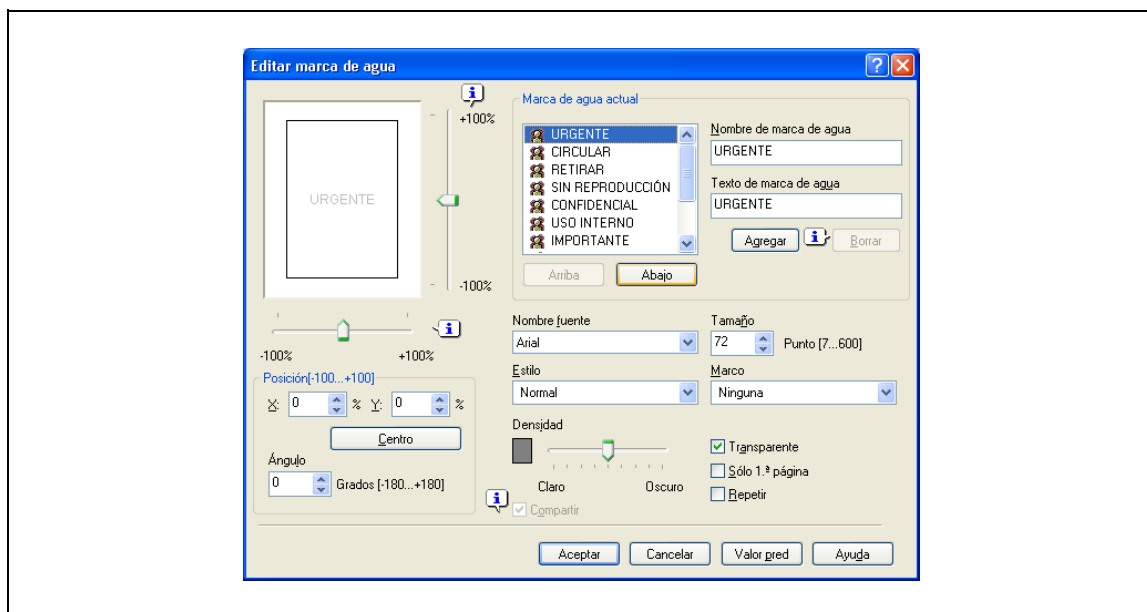 Editar marca de agua
URGENTE
+100%
-100%
-100% +100%
Posición[-100...+100]
X: 0 % Y: 0 %
Centro
Ángulo
0 Grados [-180...+180]
Marca de agua actual
URGENTE
CIRCULAR
RETIRAR
SIN REPRODUCCIÓN
CONFIDENCIAL
USO INTERNO
IMPORTANTE
Arriba Abajo
Nombre de marca de agua
URGENTE
Texto de marca de agua
URGENTE
Agregar Borrar
Nombre fuente
Arial
Tamaño
72 Punto [7...600]
Estilo
Normal
Marco
Ninguna
Densidad
Claro Oscuro
Compartir
Transparente
Sólo 1.ª página
Repetir
Aceptar Cancelar Valor pred Ayuda